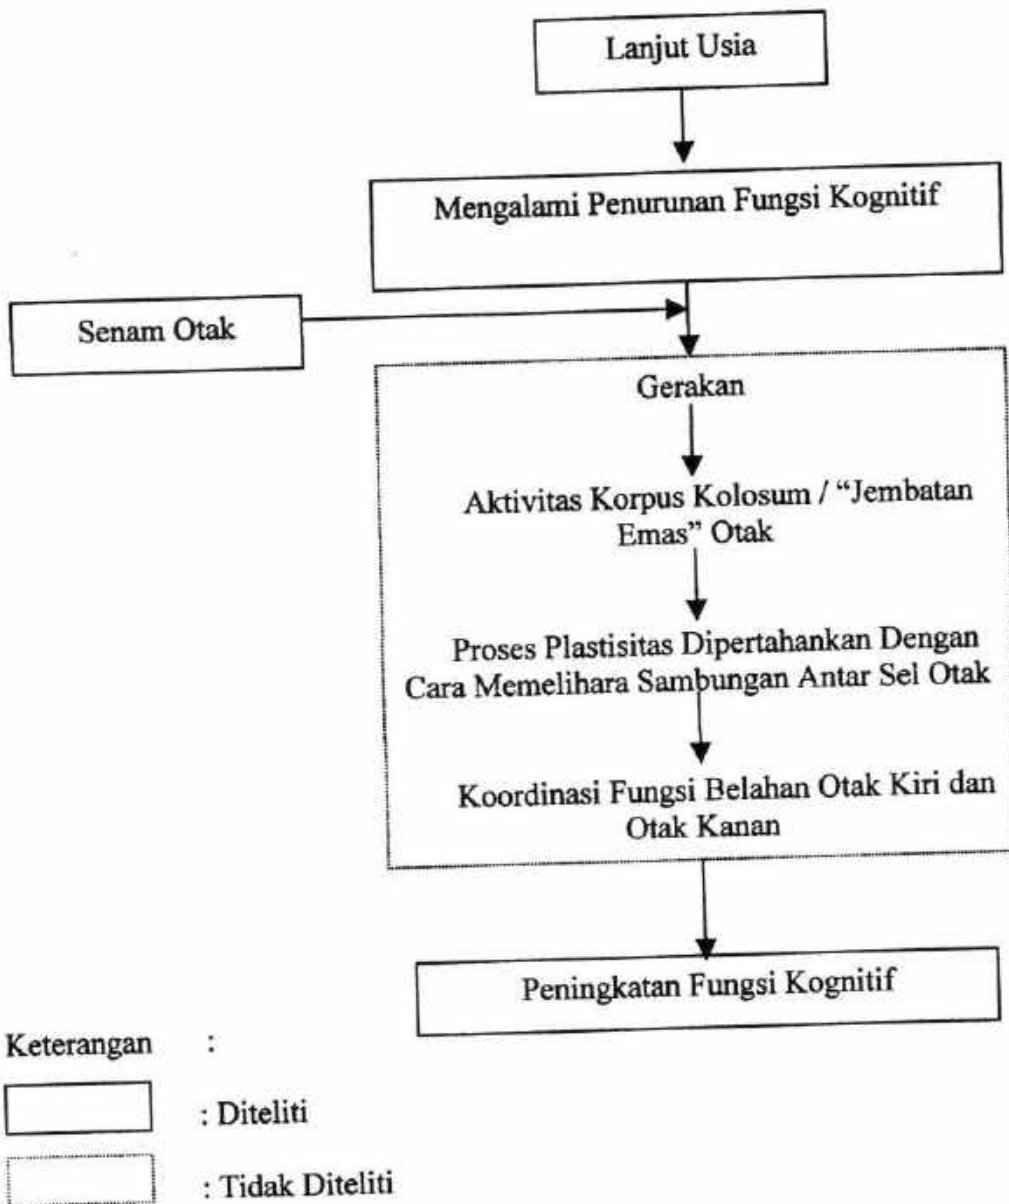 Lanjut Usia
Mengalami Penurunan Fungsi Kognitif
Senam Otak
Gerakan
Aktivitas Korpus Kolosum / “Jembatan
Emas” Otak
Proses Plastisitas Dipertahankan Dengan
Cara Memelihara Sambungan Antar Sel Otak
Koordinasi Fungsi Belahan Otak Kiri dan
Otak Kanan
Peningkatan Fungsi Kognitif
Keterangan :
: Diteliti
: Tidak Diteliti